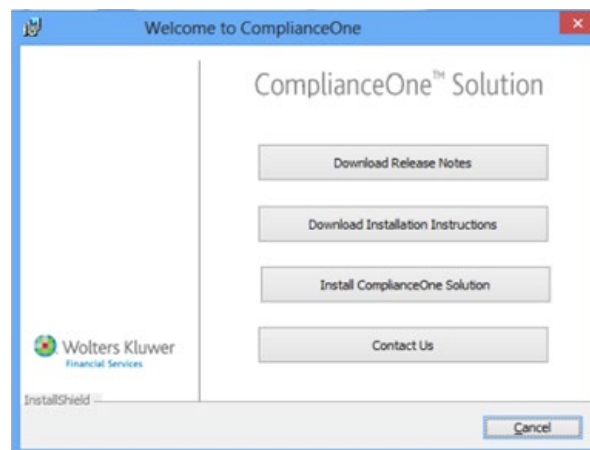 Welcome to ComplianceOne
ComplianceOne™ Solution
Download Release Notes
Download Installation Instructions
Install ComplianceOne Solution
Contact Us
Wolters Kluwer
Financial Services
InstallShield
Cancel